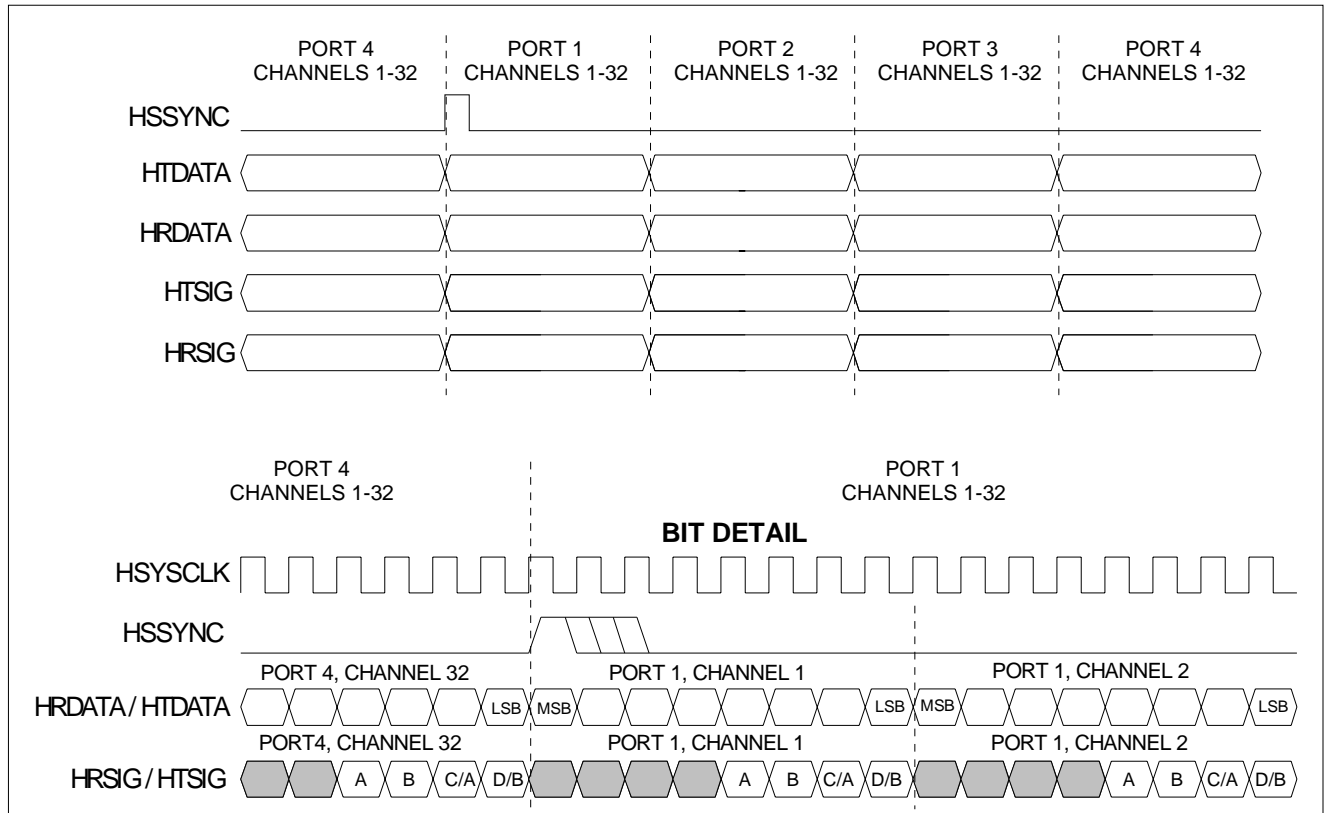 PORT 4 PORT 1 PORT 2 PORT 3 PORT 4
CHANNELS 1-32 CHANNELS 1-32 CHANNELS 1-32 CHANNELS 1-32 CHANNELS 1-32
HSSYNC
HTDATA
HRDATA
HTSIG
HRSIG
PORT 4 PORT 1
CHANNELS 1-32 CHANNELS 1-32
BIT DETAIL
HSYSCLK
HSSYNC
PORT 4, CHANNEL 32 PORT 1, CHANNEL 1 PORT 1, CHANNEL 2
HRDATA / HTDATA LSB MSB LSB MSB LSB
PORT4, CHANNEL 32 PORT 1, CHANNEL 1 PORT 1, CHANNEL 2
HRSIG / HTSIG A B C/A D/B A B C/A D/B A B C/A D/B